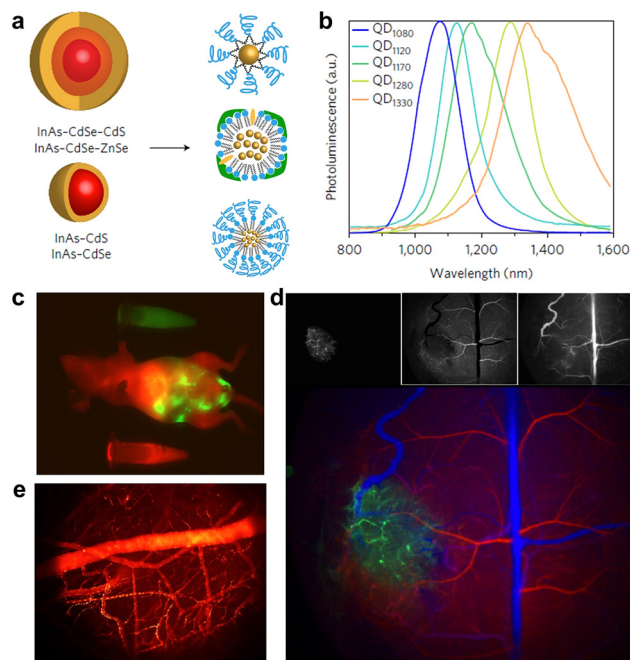 a
InAs–CdSe–CdS
InAs–CdSe–ZnSe
InAs–CdS
InAs–CdSe
b
Photoluminescence (a.u.)
QD1080
QD1120
QD1170
QD1280
QD1330
800
1,000
1,200
1,400
1,600
Wavelength (nm)
c
d
e